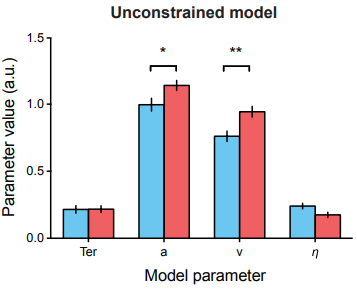 Unconstrained model
Parameter value (a.u.)
1.5
1.0
0.5
0.0
*
**
Ter
a
v
η
Model parameter